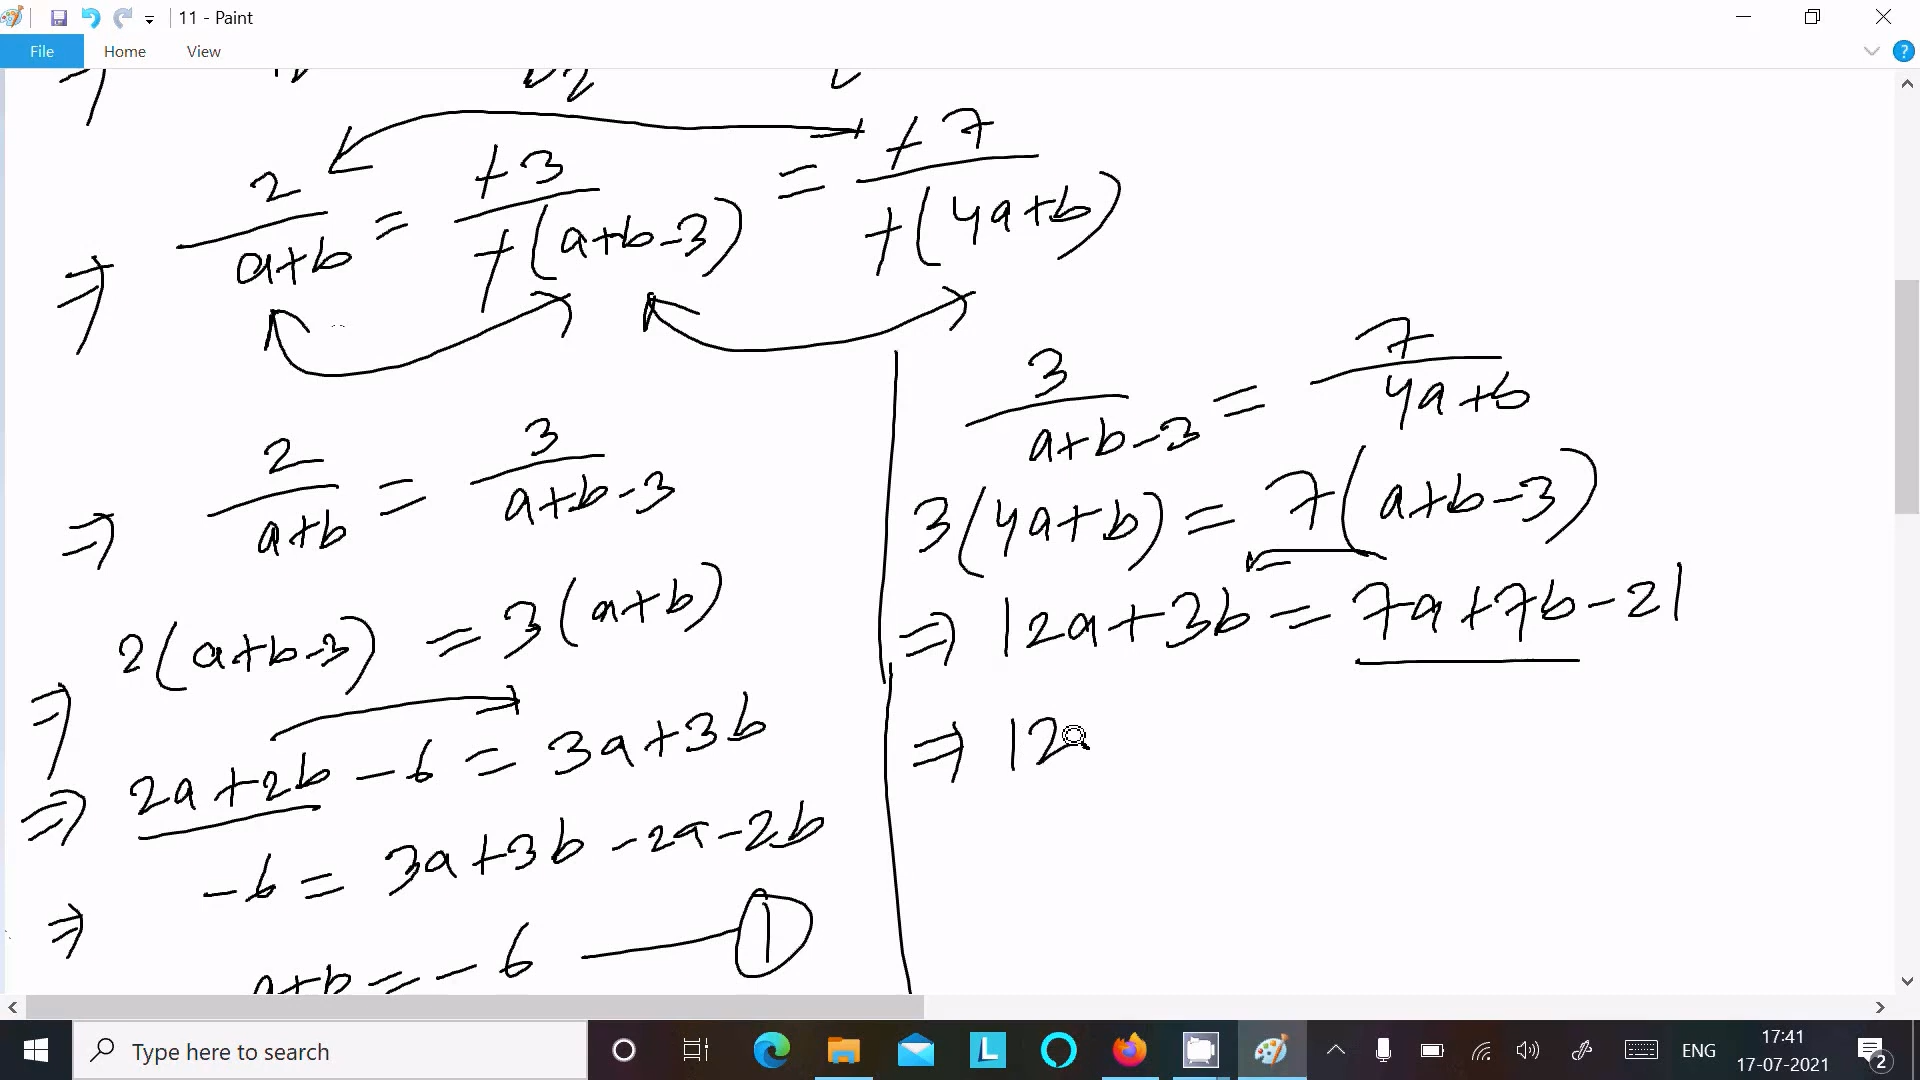 11 - Paint
File Home View
⇒ 2/(a+b) = +3/+(a+b-3) = +7/+(4a+b)
⇒ 2/(a+b) = 3/(a+b-3)
2(a+b-3) = 3(a+b)
⇒ 2a+2b-6 = 3a+3b
⇒ -6 = 3a+3b-2a-2b
⇒ a+b = -6 — ①
3/(a+b-3) = 7/(4a+b)
3(4a+b) = 7(a+b-3)
⇒ 12a+3b = 7a+7b-21
⇒ 12
Type here to search
ENG
17:41
17-07-2021
2